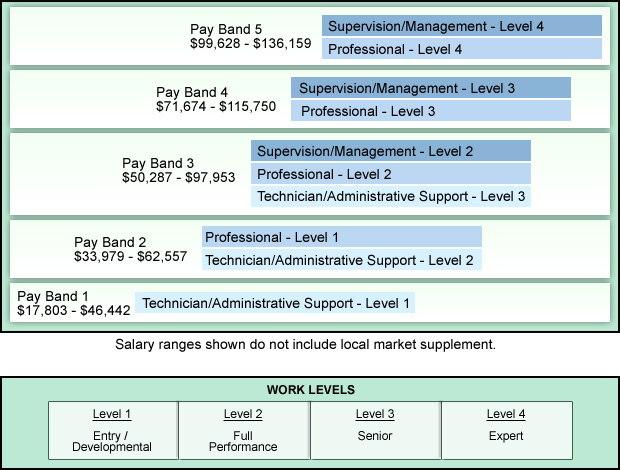 Pay Band 5
$99,628 - $136,159
Supervision/Management - Level 4
Professional - Level 4
Pay Band 4
$71,674 - $115,750
Supervision/Management - Level 3
Professional - Level 3
Pay Band 3
$50,287 - $97,953
Supervision/Management - Level 2
Professional - Level 2
Technician/Administrative Support - Level 3
Pay Band 2
$33,979 - $62,557
Professional - Level 1
Technician/Administrative Support - Level 2
Pay Band 1
$17,803 - $46,442
Technician/Administrative Support - Level 1
Salary ranges shown do not include local market supplement.
WORK LEVELS
Level 1
Entry /
Developmental
Level 2
Full
Performance
Level 3
Senior
Level 4
Expert